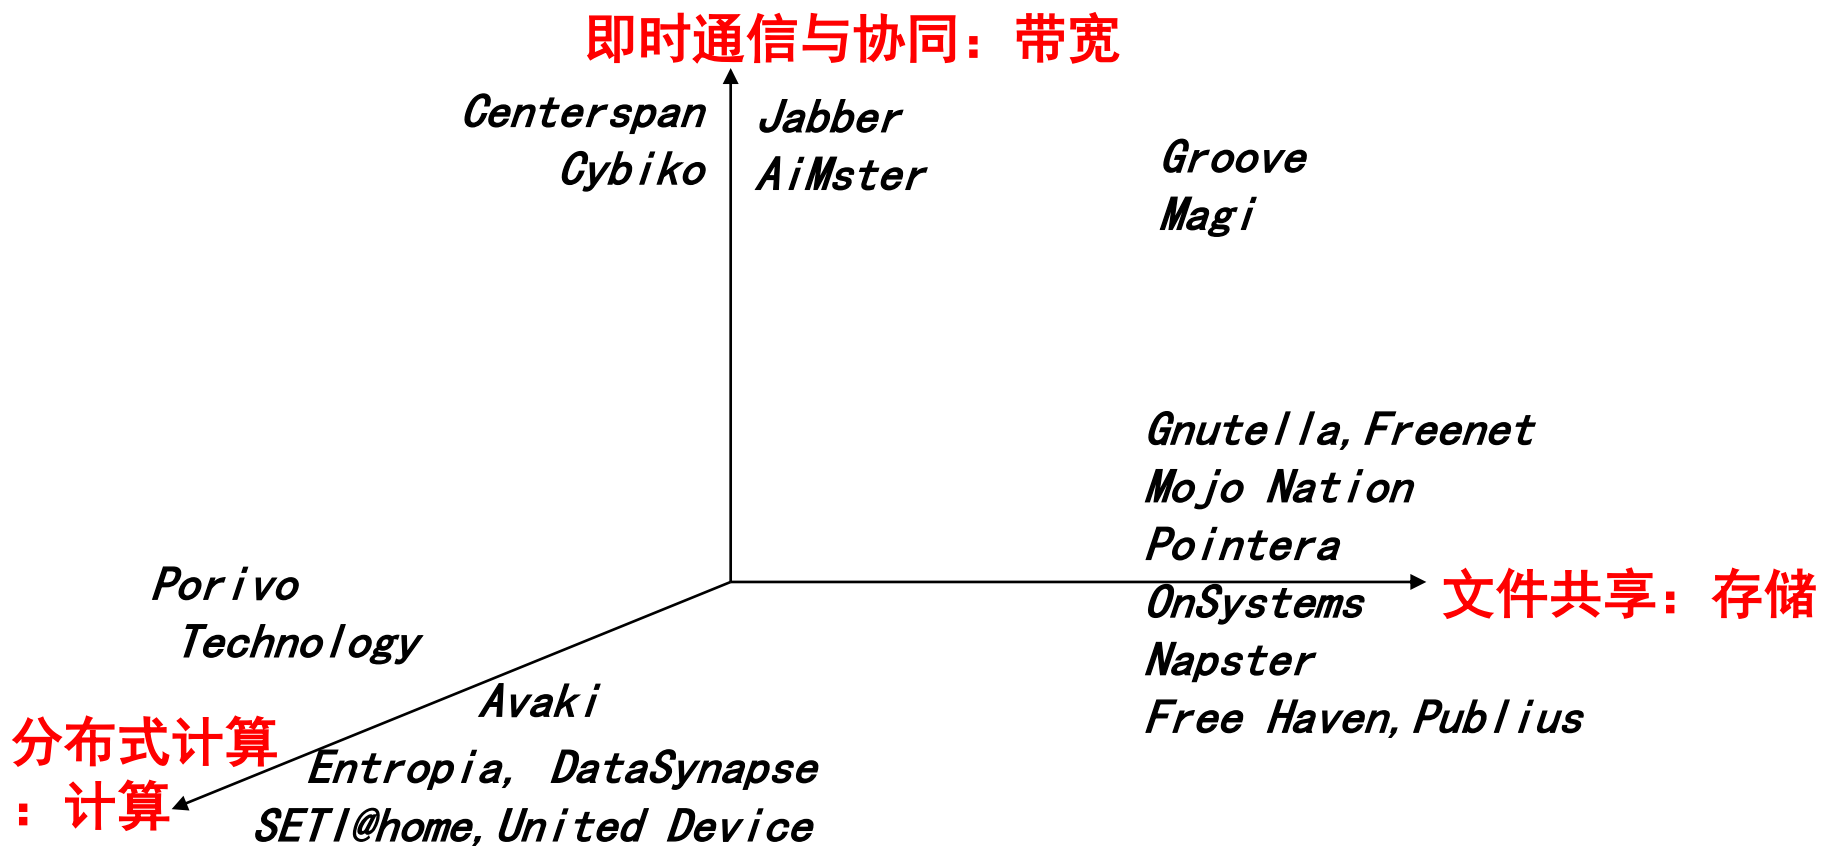 即时通信与协同：带宽
Centerspan
Cybiko
Jabber
AiMster
Groove
Magi
Gnutella,Freenet
Mojo Nation
Pointera
OnSystems
Napster
Free Haven,Publius
文件共享：存储
Porivo
Technology
Avaki
Entropia, DataSynapse
SETI@home,United Device
分布式计算
：计算